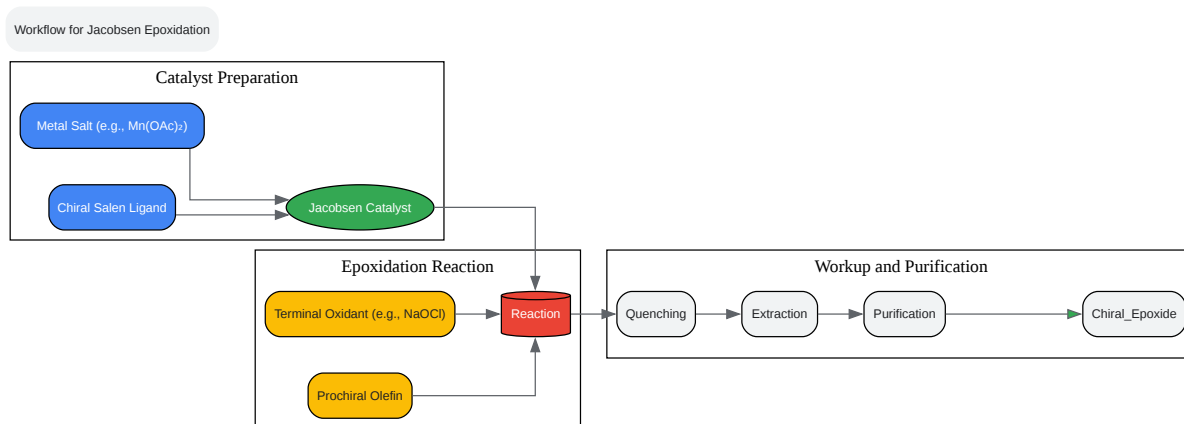 Workflow for Jacobsen Epoxidation
Catalyst Preparation
Metal Salt (e.g., Mn(OAc)₂)
Chiral Salen Ligand
Jacobsen Catalyst
Epoxidation Reaction
Terminal Oxidant (e.g., NaOCl)
Reaction
Prochiral Olefin
Workup and Purification
Quenching
Extraction
Purification
Chiral_Epoxide